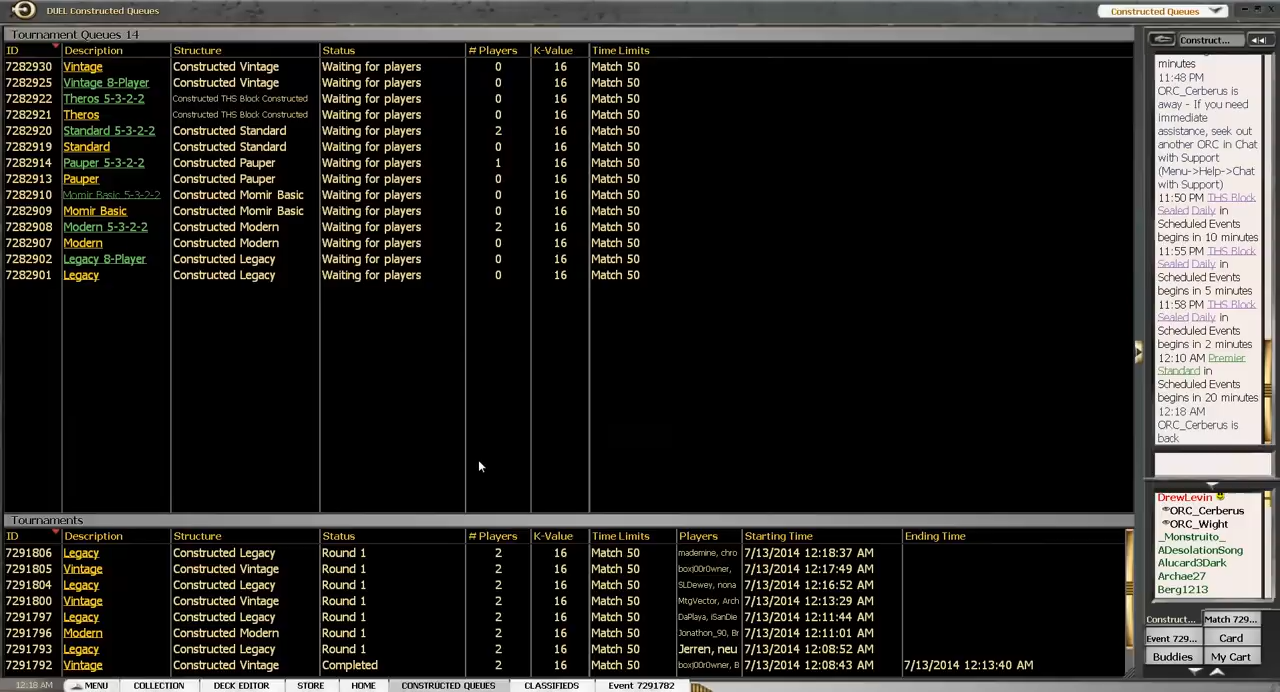 DUEL Constructed Queues
Constructed Queues
Tournament Queues 14
ID Description Structure Status # Players K-Value Time Limits
7282930 Vintage Constructed Vintage Waiting for players 0 16 Match 50
7282925 Vintage 8-Player Constructed Vintage Waiting for players 0 16 Match 50
7282922 Theros 5-3-2-2 Constructed THS Block Constructed Waiting for players 0 16 Match 50
7282921 Theros Constructed THS Block Constructed Waiting for players 0 16 Match 50
7282920 Standard 5-3-2-2 Constructed Standard Waiting for players 2 16 Match 50
7282919 Standard Constructed Standard Waiting for players 0 16 Match 50
7282914 Pauper 5-3-2-2 Constructed Pauper Waiting for players 1 16 Match 50
7282913 Pauper Constructed Pauper Waiting for players 0 16 Match 50
7282910 Momir Basic 5-3-2-2 Constructed Momir Basic Waiting for players 0 16 Match 50
7282909 Momir Basic Constructed Momir Basic Waiting for players 0 16 Match 50
7282908 Modern 5-3-2-2 Constructed Modern Waiting for players 2 16 Match 50
7282907 Modern Constructed Modern Waiting for players 0 16 Match 50
7282902 Legacy 8-Player Constructed Legacy Waiting for players 0 16 Match 50
7282901 Legacy Constructed Legacy Waiting for players 0 16 Match 50
Tournaments
ID Description Structure Status # Players K-Value Time Limits Players Starting Time Ending Time
7291806 Legacy Constructed Legacy Round 1 2 16 Match 50 mademine, chro 7/13/2014 12:18:37 AM
7291805 Vintage Constructed Vintage Round 1 2 16 Match 50 boxj00r0wner, 7/13/2014 12:17:49 AM
7291804 Legacy Constructed Legacy Round 1 2 16 Match 50 SLDewey, nona 7/13/2014 12:16:52 AM
7291800 Vintage Constructed Vintage Round 1 2 16 Match 50 MtgVector, Arch 7/13/2014 12:13:29 AM
7291797 Legacy Constructed Legacy Round 1 2 16 Match 50 DaPlaya, iSanDie 7/13/2014 12:11:44 AM
7291796 Modern Constructed Modern Round 1 2 16 Match 50 Jonathon_90, Br 7/13/2014 12:11:01 AM
7291793 Legacy Constructed Legacy Round 1 2 16 Match 50 Jerren, neu 7/13/2014 12:08:52 AM
7291792 Vintage Constructed Vintage Completed 2 16 Match 50 boxj00r0wner, B 7/13/2014 12:08:43 AM 7/13/2014 12:13:40 AM
Construct...
minutes
11:48 PM
ORC_Cerberus is
away - If you need
immediate
assistance, seek out
another ORC in Chat
with Support
(Menu->Help->Chat
with Support)
11:50 PM THS Block
Sealed Daily in
Scheduled Events
begins in 10 minutes
11:55 PM THS Block
Sealed Daily in
Scheduled Events
begins in 5 minutes
11:58 PM THS Block
Sealed Daily in
Scheduled Events
begins in 2 minutes
12:10 AM Premier
Standard in
Scheduled Events
begins in 20 minutes
12:18 AM
ORC_Cerberus is
back
DrewLevin
ORC_Cerberus
ORC_Wight
_Monstruito_
ADesolationSong
Alucard3Dark
Archae27
Berg1213
Construct... Match 729...
Event 729... Card
Buddies My Cart
12:18 AM MENU COLLECTION DECK EDITOR STORE HOME CONSTRUCTED QUEUES CLASSIFIEDS Event 7291782